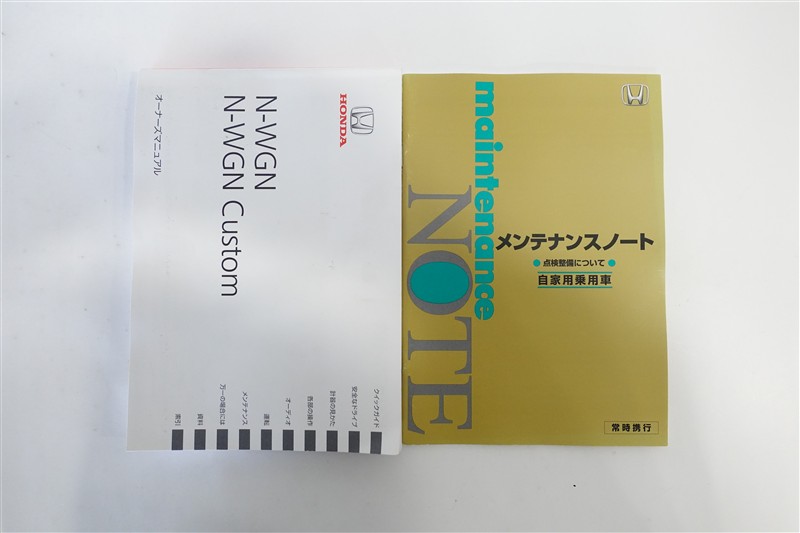 HONDA
N-WGN
N-WGN Custom
オーナーズマニュアル
クイックガイド
安全なドライブ
計器の見かた
各部の操作
オーディオ
運転
メンテナンス
万一の場合には
資料
索引
maintenance
NOTE
メンテナンスノート
点検整備について
自家用乗用車
常時携行